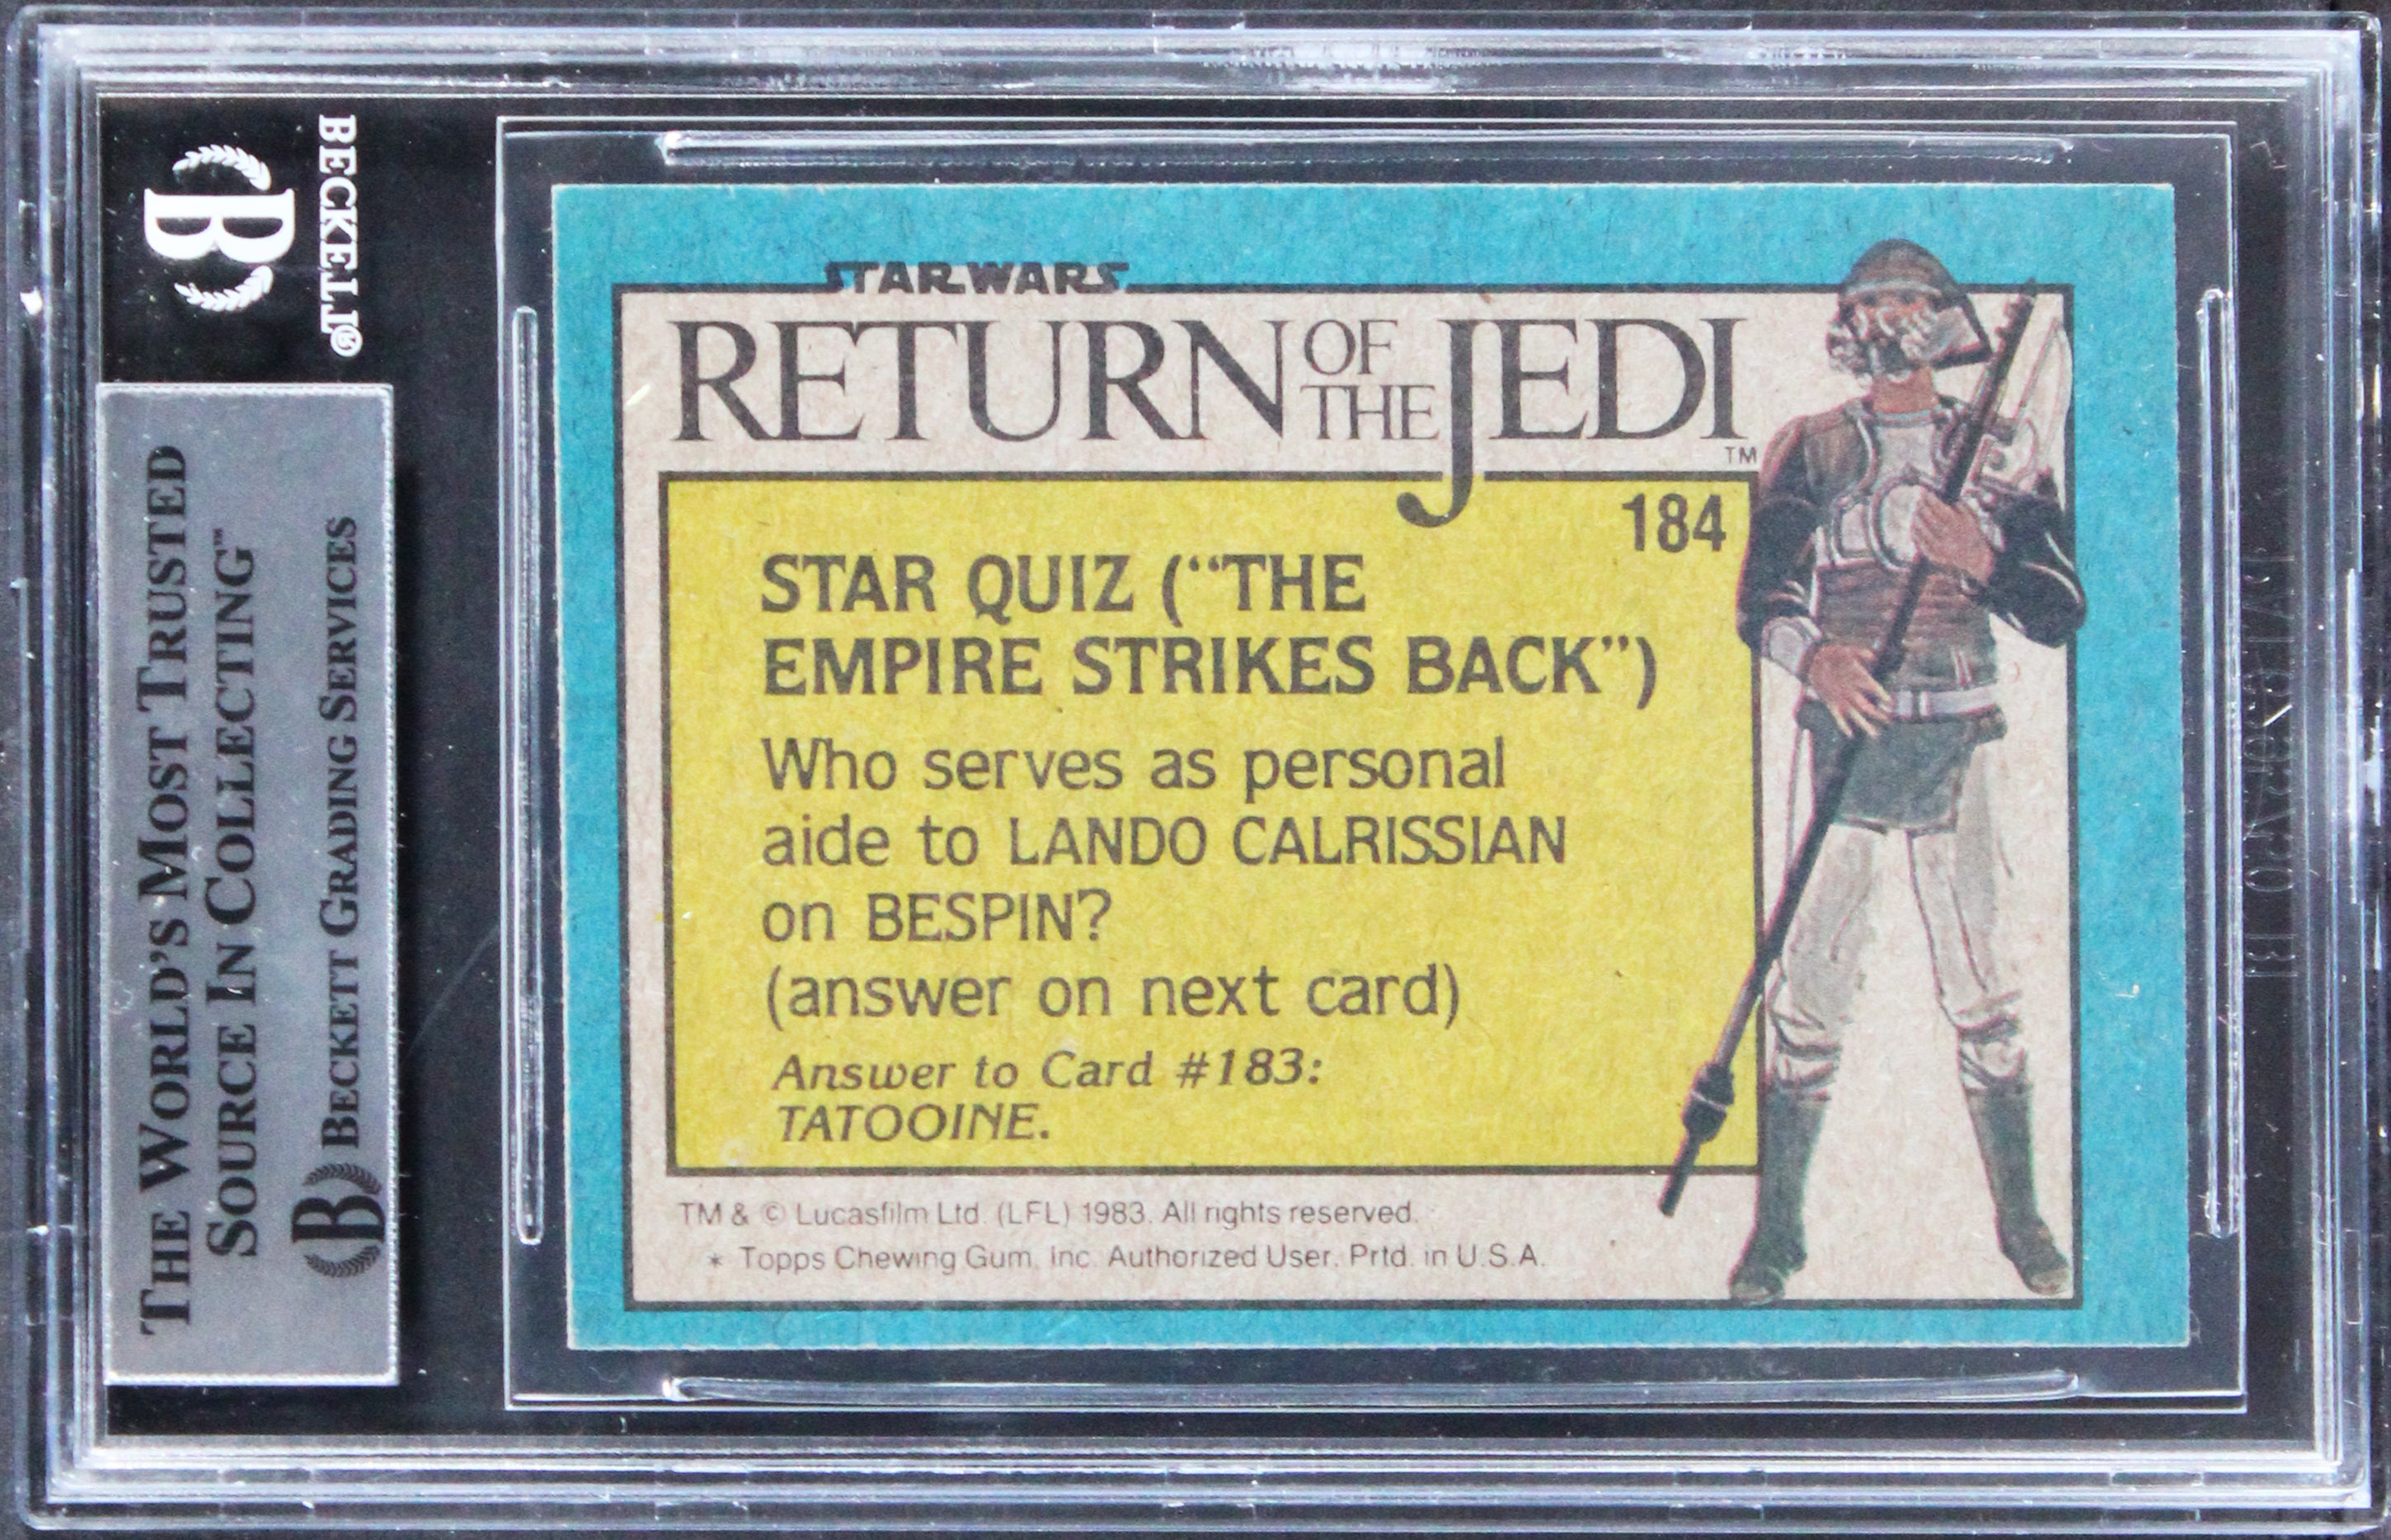 BECKETT®
B
THE WORLD'S MOST TRUSTED
SOURCE IN COLLECTING™
B BECKETT GRADING SERVICES
STAR WARS
RETURN OF THE JEDI
TM
184
STAR QUIZ (“THE
EMPIRE STRIKES BACK”)
Who serves as personal
aide to LANDO CALRISSIAN
on BESPIN?
(answer on next card)
Answer to Card #183:
TATOOINE.
TM & © Lucasfilm Ltd. (LFL) 1983. All rights reserved.
* Topps Chewing Gum, Inc. Authorized User. Prtd. in U.S.A.